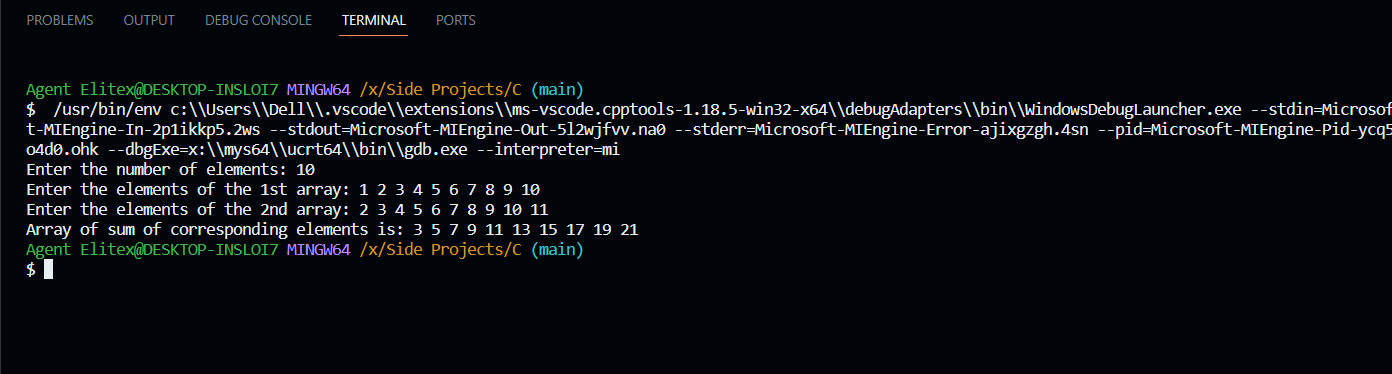 PROBLEMS OUTPUT DEBUG CONSOLE TERMINAL PORTS
Agent Elitex@DESKTOP-INSLOI7 MINGW64 /x/Side Projects/C (main)
$  /usr/bin/env c:\\Users\\Dell\\.vscode\\extensions\\ms-vscode.cpptools-1.18.5-win32-x64\\debugAdapters\\bin\\WindowsDebugLauncher.exe --stdin=Microsof
t-MIEngine-In-2p1ikkp5.2ws --stdout=Microsoft-MIEngine-Out-5l2wjfvv.na0 --stderr=Microsoft-MIEngine-Error-ajixgzgh.4sn --pid=Microsoft-MIEngine-Pid-ycq5
o4d0.ohk --dbgExe=x:\\mys64\\ucrt64\\bin\\gdb.exe --interpreter=mi
Enter the number of elements: 10
Enter the elements of the 1st array: 1 2 3 4 5 6 7 8 9 10
Enter the elements of the 2nd array: 2 3 4 5 6 7 8 9 10 11
Array of sum of corresponding elements is: 3 5 7 9 11 13 15 17 19 21
Agent Elitex@DESKTOP-INSLOI7 MINGW64 /x/Side Projects/C (main)
$